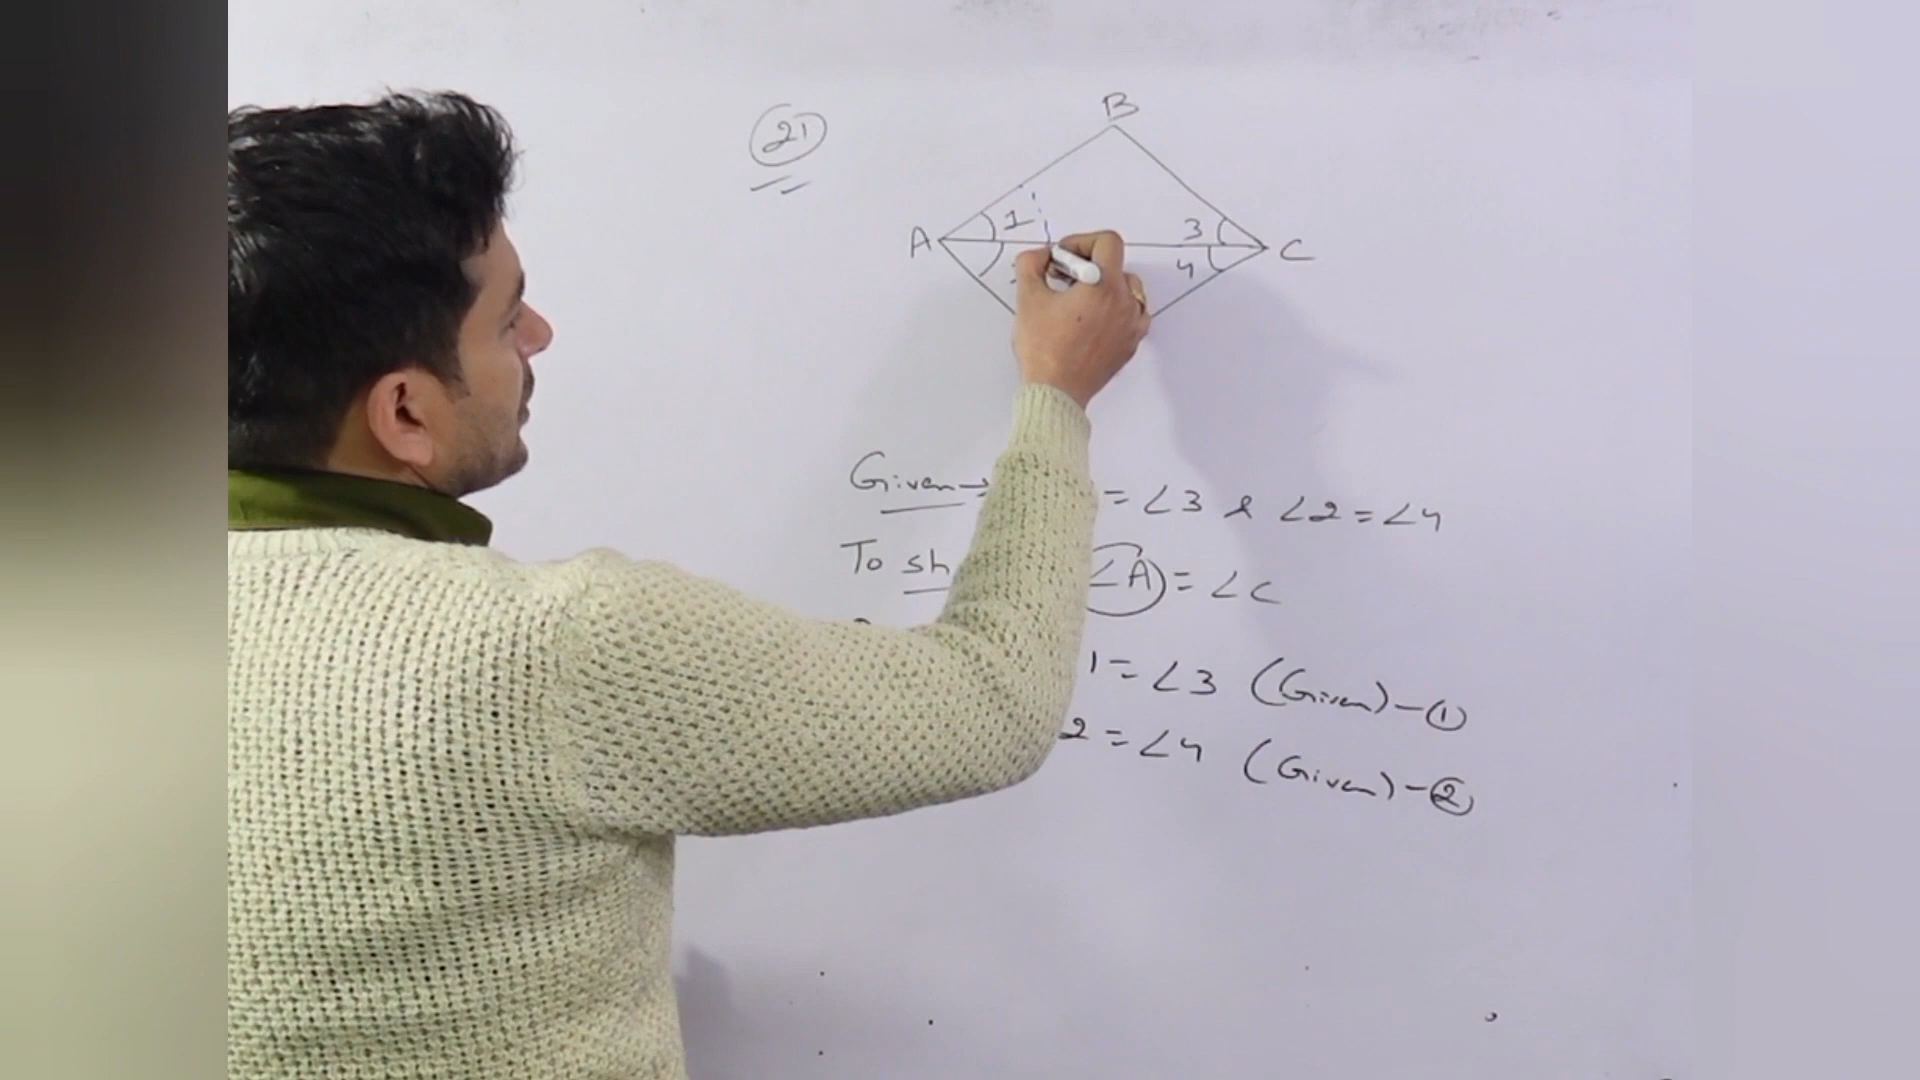 21
B
A 1 3 C
4
Given→ = ∠3 & ∠2 = ∠4
To sh ∠A = ∠C
1 = ∠3 (Given) - ①
2 = ∠4 (Given) - ②